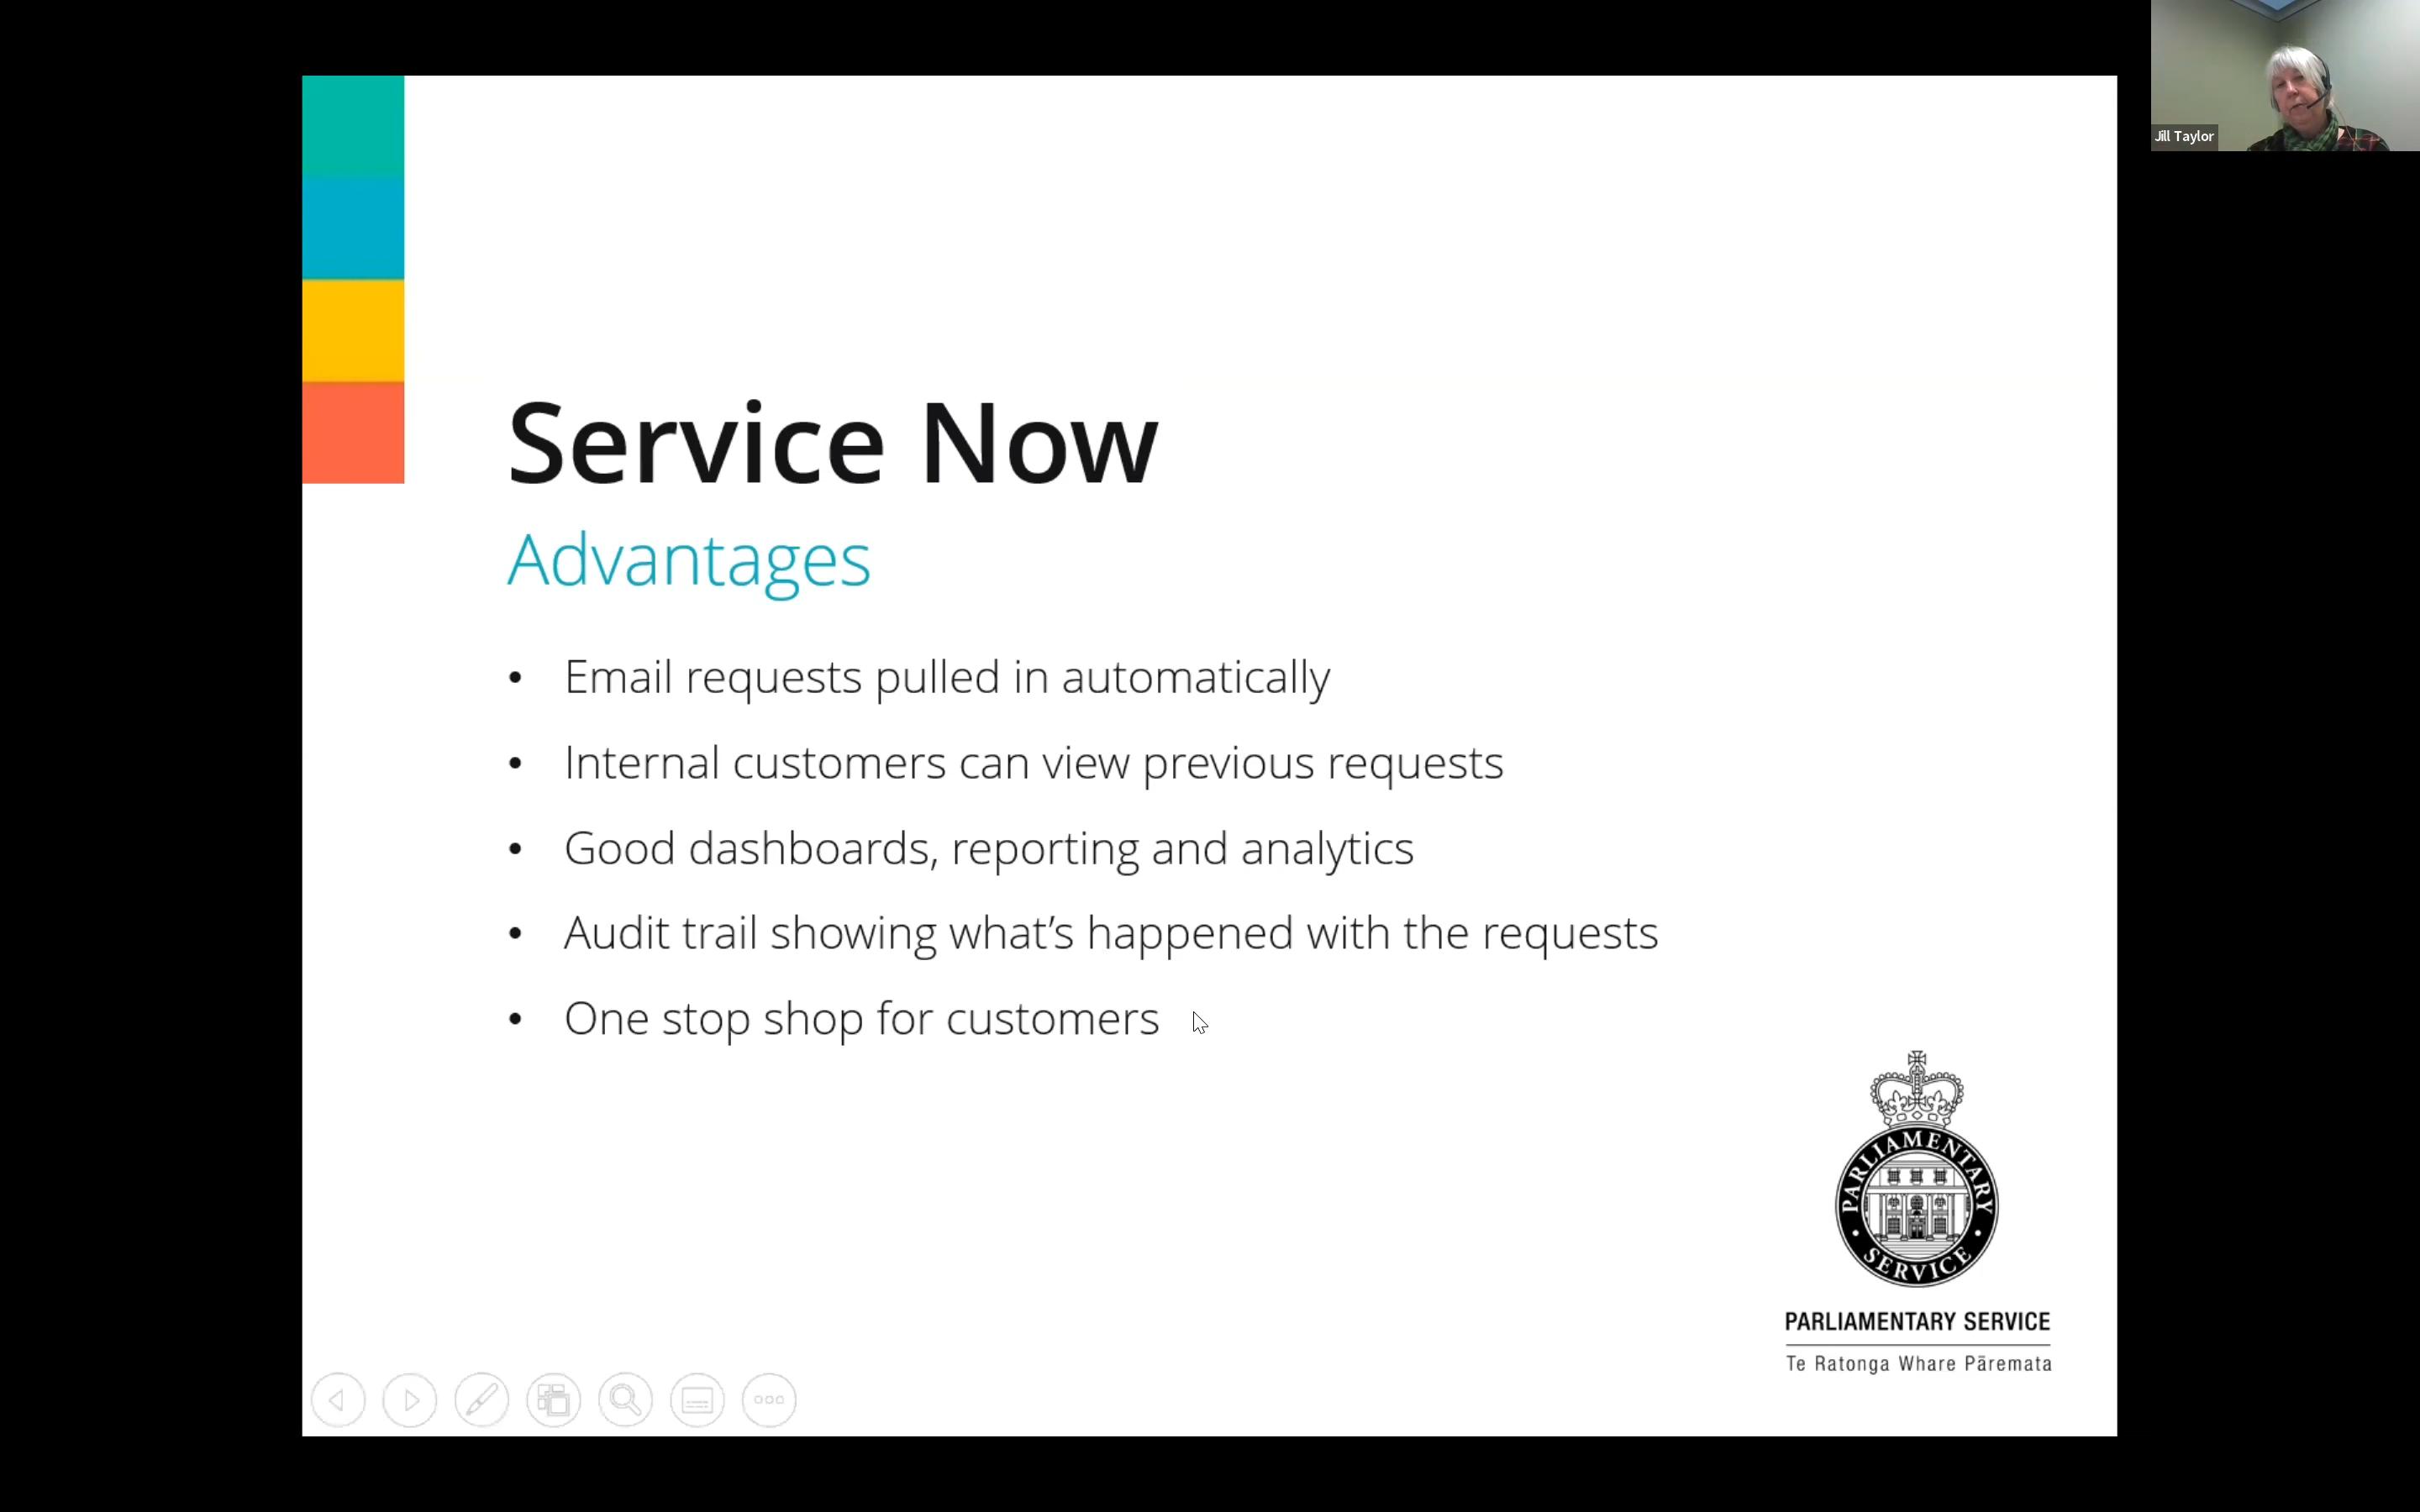 Jill Taylor
Service Now
Advantages
• Email requests pulled in automatically
• Internal customers can view previous requests
• Good dashboards, reporting and analytics
• Audit trail showing what’s happened with the requests
• One stop shop for customers
PARLIAMENTARY
• SERVICE •
PARLIAMENTARY SERVICE
Te Ratonga Whare Pāremata